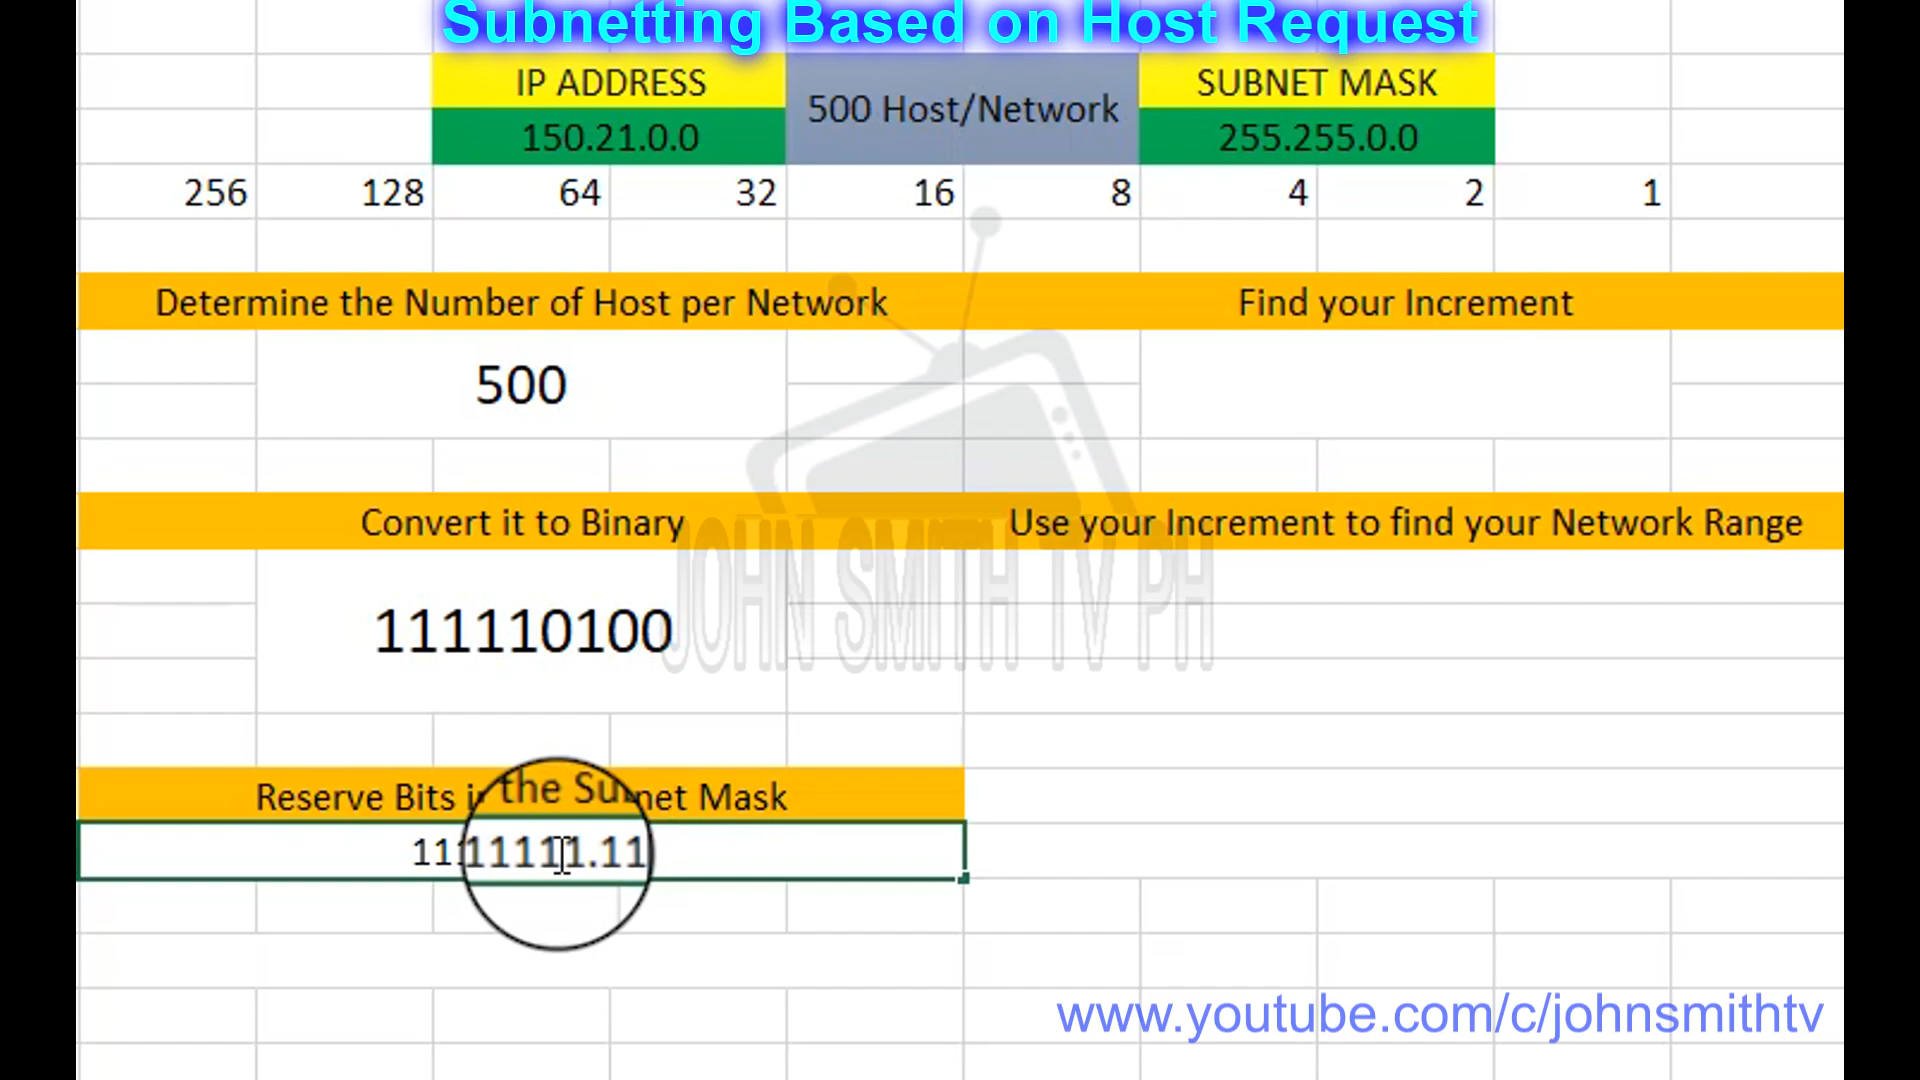 Subnetting Based on Host Request
IP ADDRESS
500 Host/Network
SUBNET MASK
150.21.0.0
255.255.0.0
256 128 64 32 16 8 4 2 1
Determine the Number of Host per Network
Find your Increment
500
Convert it to Binary
Use your Increment to find your Network Range
111110100
JOHN SMITH TV PH
Reserve Bits in the Subnet Mask
www.youtube.com/c/johnsmithtv